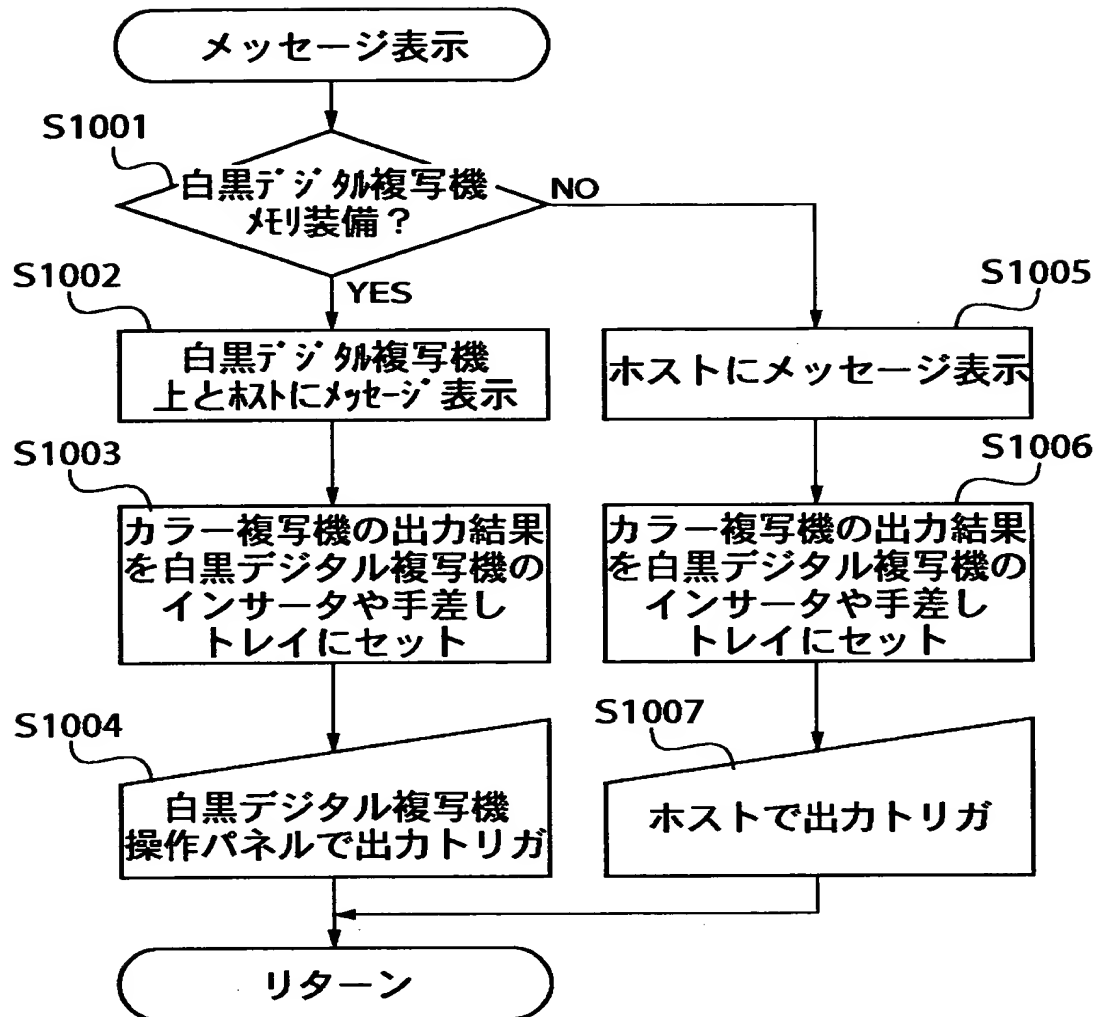 メッセージ表示
S1001
白黒デジタル複写機
メモリ装備？
NO
YES
S1002
白黒デジタル複写機
上とホストにメッセージ表示
S1003
カラー複写機の出力結果
を白黒デジタル複写機の
インサータや手差し
トレイにセット
S1004
白黒デジタル複写機
操作パネルで出力トリガ
S1005
ホストにメッセージ表示
S1006
カラー複写機の出力結果
を白黒デジタル複写機の
インサータや手差し
トレイにセット
S1007
ホストで出力トリガ
リターン